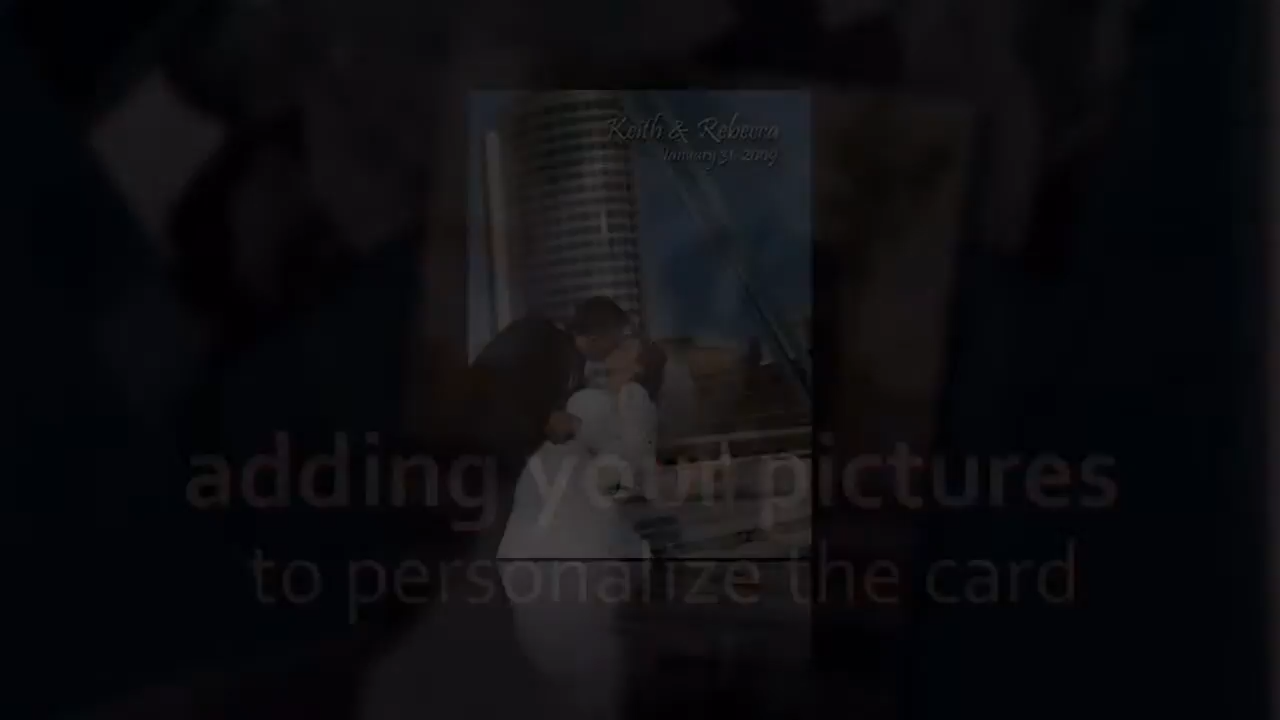 Keith & Rebecca
January 31, 2009
adding your pictures
to personalize the card